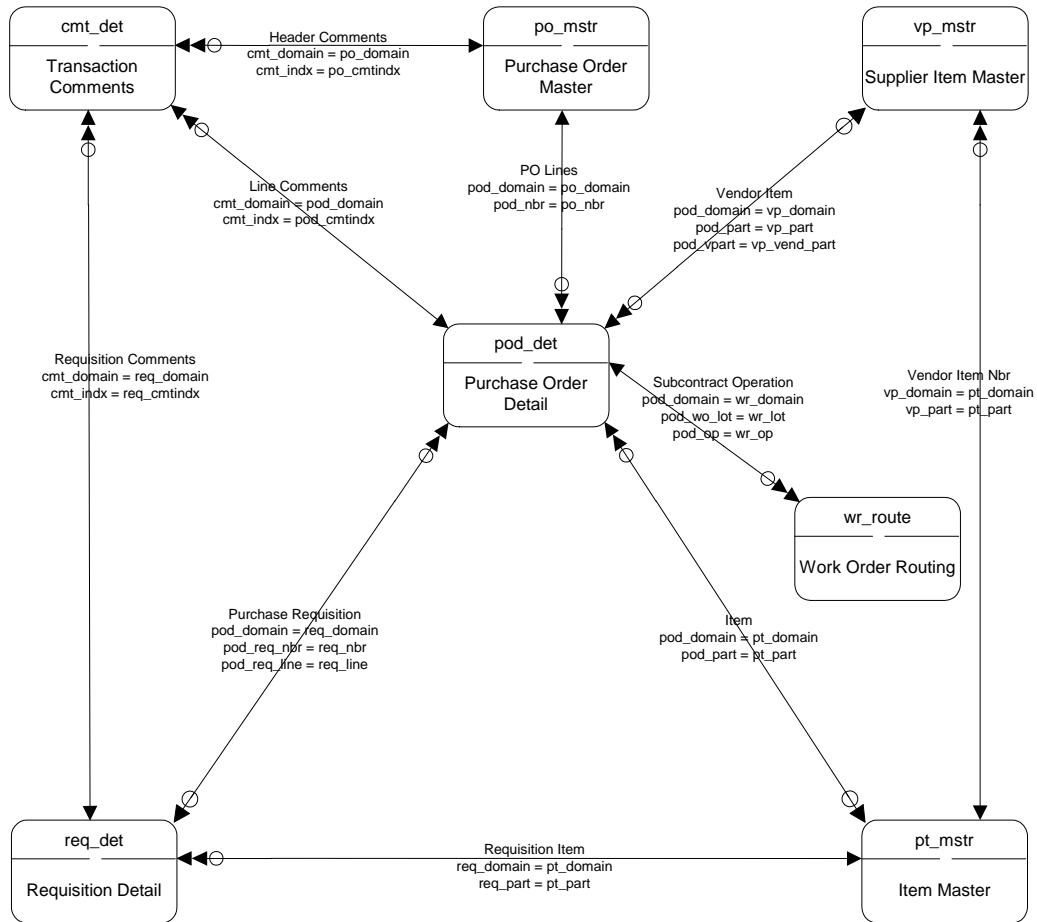 cmt_det
Transaction
Comments
Header Comments
cmt_domain = po_domain
cmt_indx = po_cmtindx
po_mstr
Purchase Order
Master
vp_mstr
Supplier Item Master
Line Comments
cmt_domain = pod_domain
cmt_indx = pod_cmtindx
PO Lines
pod_domain = po_domain
pod_nbr = po_nbr
Vendor Item
pod_domain = vp_domain
pod_part = vp_part
pod_vpart = vp_vend_part
pod_det
Purchase Order
Detail
Requisition Comments
cmt_domain = req_domain
cmt_indx = req_cmtindx
Subcontract Operation
pod_domain = wr_domain
pod_wo_lot = wr_lot
pod_op = wr_op
Vendor Item Nbr
vp_domain = pt_domain
vp_part = pt_part
wr_route
Work Order Routing
Purchase Requisition
pod_domain = req_domain
pod_req_nbr = req_nbr
pod_req_line = req_line
Item
pod_domain = pt_domain
pod_part = pt_part
req_det
Requisition Detail
Requisition Item
req_domain = pt_domain
req_part = pt_part
pt_mstr
Item Master